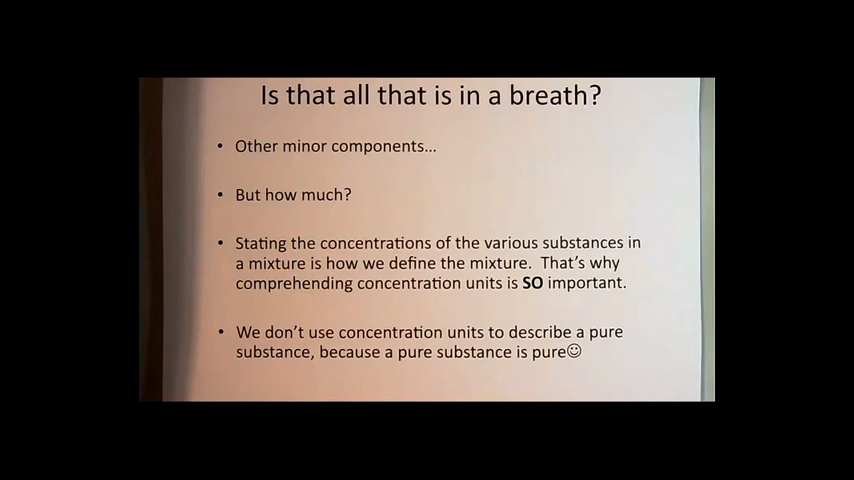 Is that all that is in a breath?
• Other minor components...
• But how much?
• Stating the concentrations of the various substances in
a mixture is how we define the mixture. That's why
comprehending concentration units is SO important.
• We don't use concentration units to describe a pure
substance, because a pure substance is pure☺